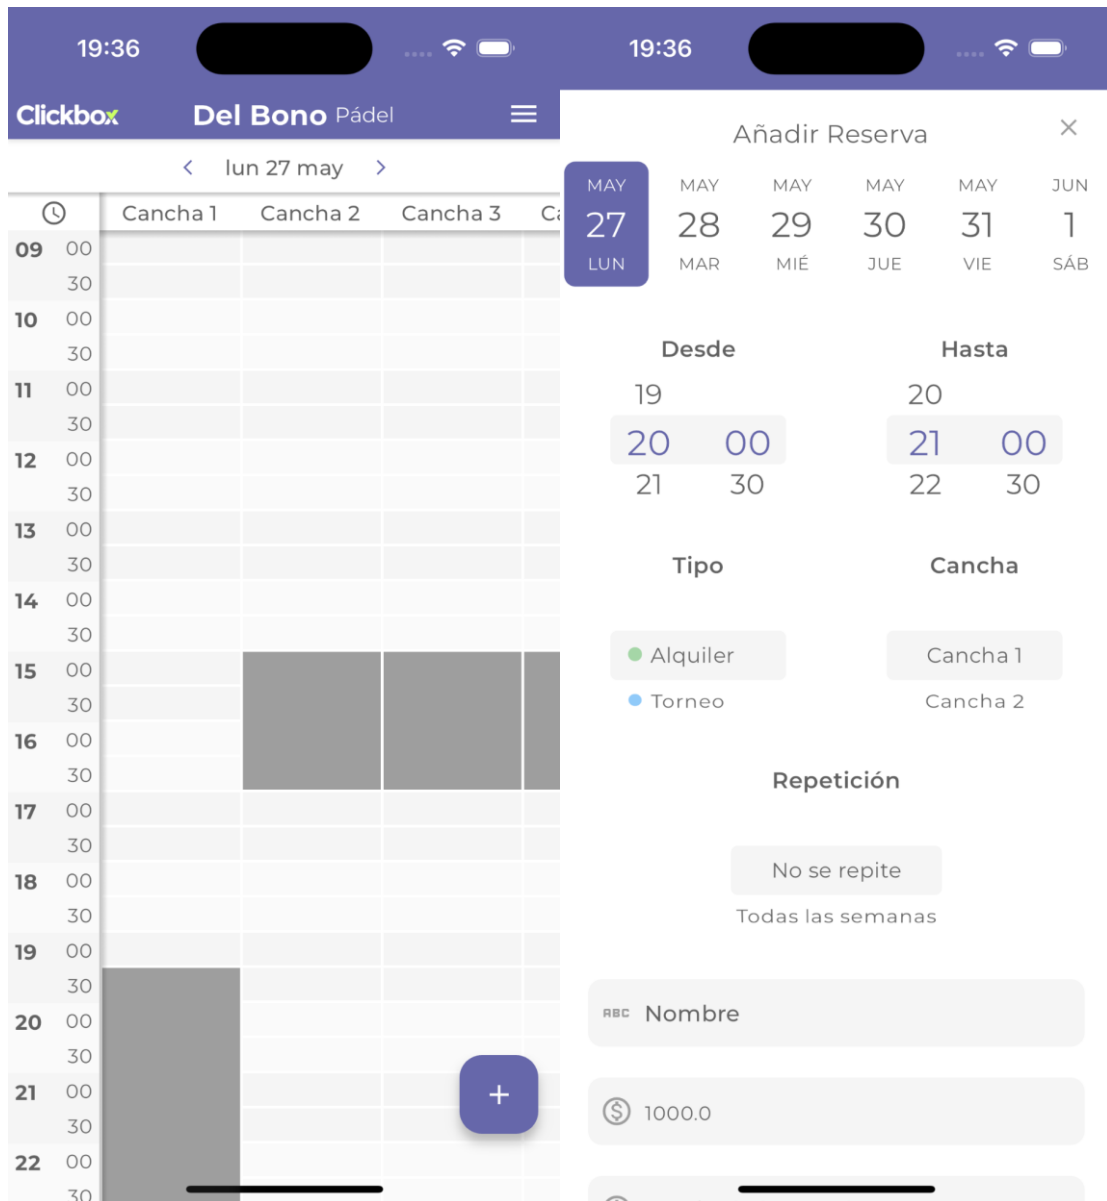 19:36
Clickbox Del Bono Pádel
lun 27 may
Cancha 1 Cancha 2 Cancha 3
09 00
30
10 00
30
11 00
30
12 00
30
13 00
30
14 00
30
15 00
30
16 00
30
17 00
30
18 00
30
19 00
30
20 00
30
21 00
30
22 00
30
+
19:36
Añadir Reserva
MAY MAY MAY MAY MAY JUN
27 28 29 30 31 1
LUN MAR MIÉ JUE VIE SÁB
Desde Hasta
19 20
20 00 21 00
21 30 22 30
Tipo Cancha
Alquiler Cancha 1
Torneo Cancha 2
Repetición
No se repite
Todas las semanas
ABC Nombre
$ 1000.0